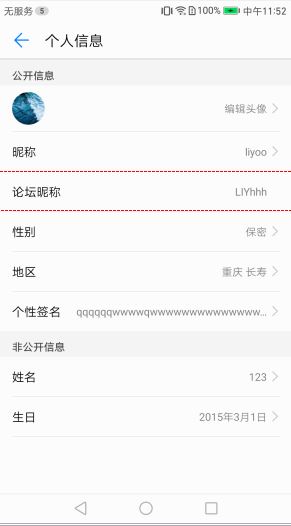 无服务 5 100% 中午11:52
个人信息
公开信息
编辑头像
昵称 liyoo
论坛昵称 LIYhhh
性别 保密
地区 重庆 长寿
个性签名 qqqqqqwwwwqwwwwwwwwwwwwwww...
非公开信息
姓名 123
生日 2015年3月1日